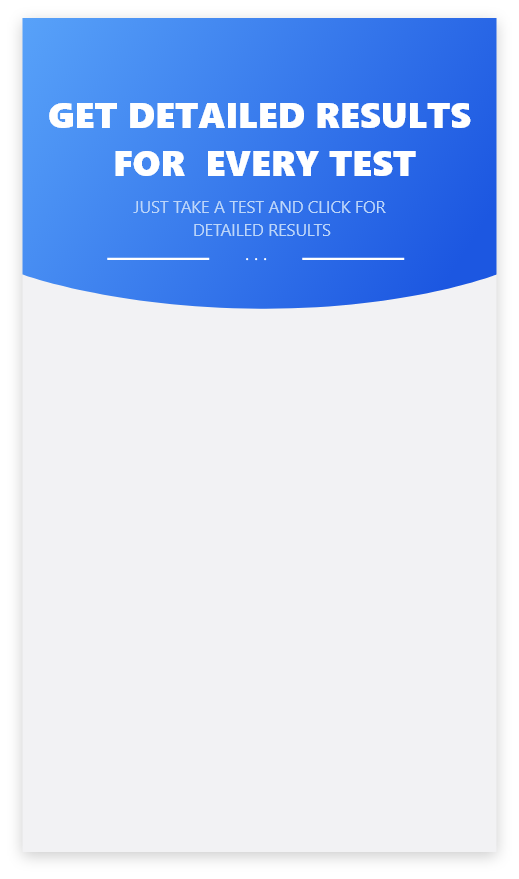 GET DETAILED RESULTS
FOR  EVERY TEST
JUST TAKE A TEST AND CLICK FOR
DETAILED RESULTS
...